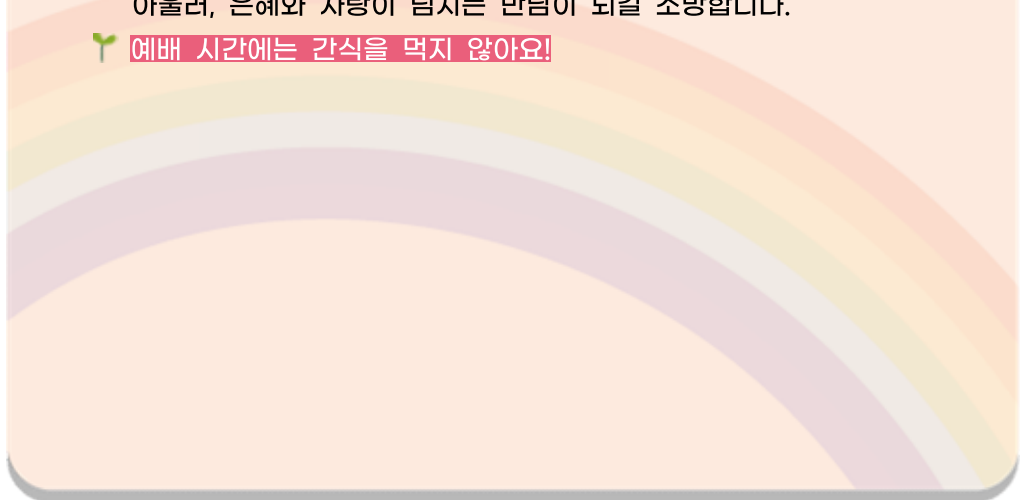 아울러, 은혜와 사랑이 넘치는 만남이 되길 소망합니다.
예배 시간에는 간식을 먹지 않아요!